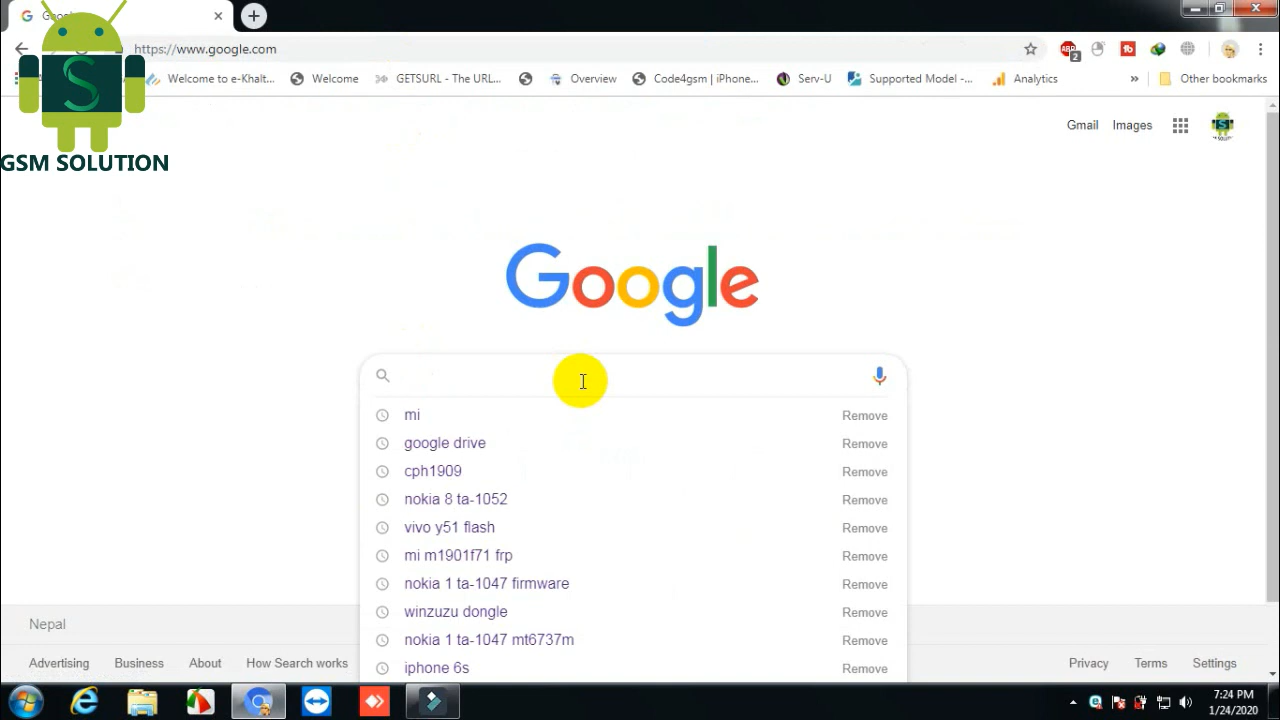 https://www.google.com
2
Welcome to e-Khalt...
Welcome
GETSURL - The URL...
Overview
Code4gsm | iPhone...
Serv-U
Supported Model -...
Analytics
»
Other bookmarks
GSM SOLUTION
Gmail
Images
Google
mi
Remove
google drive
Remove
cph1909
Remove
nokia 8 ta-1052
Remove
vivo y51 flash
Remove
mi m1901f71 frp
Remove
nokia 1 ta-1047 firmware
Remove
winzuzu dongle
Remove
nokia 1 ta-1047 mt6737m
Remove
iphone 6s
Remove
Nepal
Advertising
Business
About
How Search works
Privacy
Terms
Settings
7:24 PM
1/24/2020